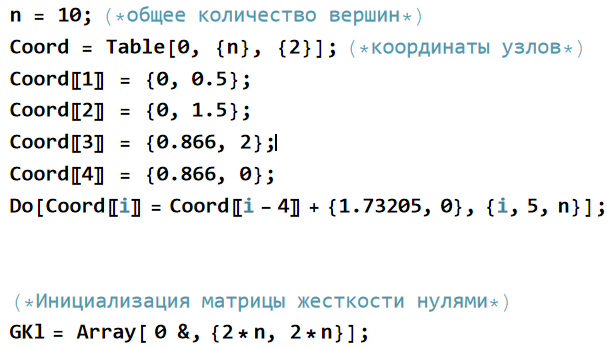 n = 10; (*общее количество вершин*)
Coord = Table[0, {n}, {2}]; (*координаты узлов*)
Coord⟦1⟧ = {0, 0.5};
Coord⟦2⟧ = {0, 1.5};
Coord⟦3⟧ = {0.866, 2};
Coord⟦4⟧ = {0.866, 0};
Do[Coord⟦i⟧ = Coord⟦i - 4⟧ + {1.73205, 0}, {i, 5, n}];
(*Инициализация матрицы жесткости нулями*)
GKl = Array[ 0 &, {2 * n, 2 * n}];